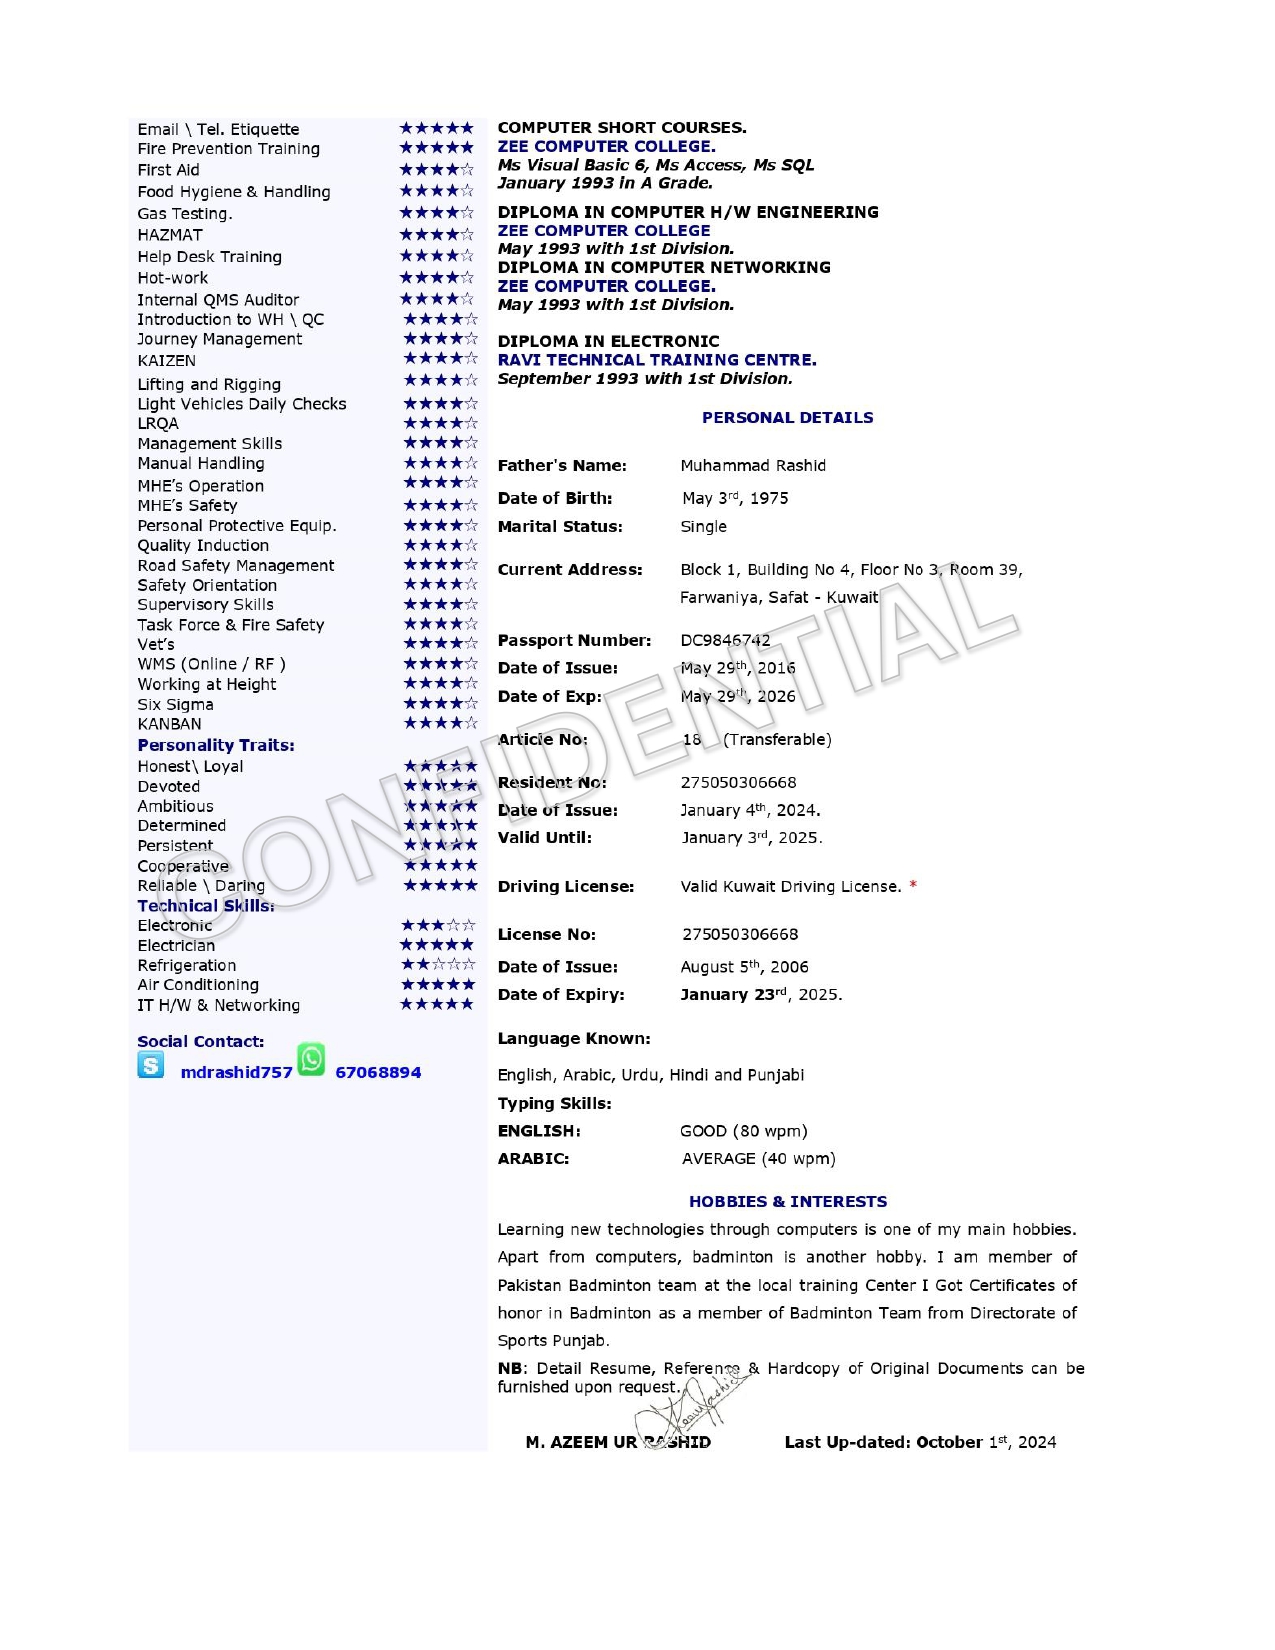 Email \ Tel. Etiquette ★★★★★
Fire Prevention Training ★★★★★
First Aid ★★★★☆
Food Hygiene & Handling ★★★★☆
Gas Testing. ★★★★☆
HAZMAT ★★★★☆
Help Desk Training ★★★★☆
Hot-work ★★★★☆
Internal QMS Auditor ★★★★☆
Introduction to WH \ QC ★★★★☆
Journey Management ★★★★☆
KAIZEN ★★★★☆
Lifting and Rigging ★★★★☆
Light Vehicles Daily Checks ★★★★☆
LRQA ★★★★☆
Management Skills ★★★★☆
Manual Handling ★★★★☆
MHE’s Operation ★★★★☆
MHE’s Safety ★★★★☆
Personal Protective Equip. ★★★★☆
Quality Induction ★★★★☆
Road Safety Management ★★★★☆
Safety Orientation ★★★★☆
Supervisory Skills ★★★★☆
Task Force & Fire Safety ★★★★☆
Vet’s ★★★★☆
WMS (Online / RF ) ★★★★☆
Working at Height ★★★★☆
Six Sigma ★★★★☆
KANBAN ★★★★☆
Personality Traits:
Honest\ Loyal ★★★★★
Devoted ★★★★★
Ambitious ★★★★★
Determined ★★★★★
Persistent ★★★★★
Cooperative ★★★★★
Reliable \ Daring ★★★★★
Technical Skills:
Electronic ★★★☆☆
Electrician ★★★★★
Refrigeration ★★☆☆☆
Air Conditioning ★★★★★
IT H/W & Networking ★★★★★
Social Contact:
S mdrashid757 67068894
COMPUTER SHORT COURSES.
ZEE COMPUTER COLLEGE.
Ms Visual Basic 6, Ms Access, Ms SQL
January 1993 in A Grade.
DIPLOMA IN COMPUTER H/W ENGINEERING
ZEE COMPUTER COLLEGE
May 1993 with 1st Division.
DIPLOMA IN COMPUTER NETWORKING
ZEE COMPUTER COLLEGE.
May 1993 with 1st Division.
DIPLOMA IN ELECTRONIC
RAVI TECHNICAL TRAINING CENTRE.
September 1993 with 1st Division.
PERSONAL DETAILS
Father's Name: Muhammad Rashid
Date of Birth: May 3rd, 1975
Marital Status: Single
Current Address: Block 1, Building No 4, Floor No 3, Room 39,
Farwaniya, Safat - Kuwait
Passport Number: DC9846742
Date of Issue: May 29th, 2016
Date of Exp: May 29th, 2026
Article No: 18 (Transferable)
Resident No: 275050306668
Date of Issue: January 4th, 2024.
Valid Until: January 3rd, 2025.
Driving License: Valid Kuwait Driving License. *
License No: 275050306668
Date of Issue: August 5th, 2006
Date of Expiry: January 23rd, 2025.
Language Known:
English, Arabic, Urdu, Hindi and Punjabi
Typing Skills:
ENGLISH: GOOD (80 wpm)
ARABIC: AVERAGE (40 wpm)
HOBBIES & INTERESTS
Learning new technologies through computers is one of my main hobbies.
Apart from computers, badminton is another hobby. I am member of
Pakistan Badminton team at the local training Center I Got Certificates of
honor in Badminton as a member of Badminton Team from Directorate of
Sports Punjab.
NB: Detail Resume, Reference & Hardcopy of Original Documents can be
furnished upon request.
M. AZEEM UR RASHID Last Up-dated: October 1st, 2024
CONFIDENTIAL